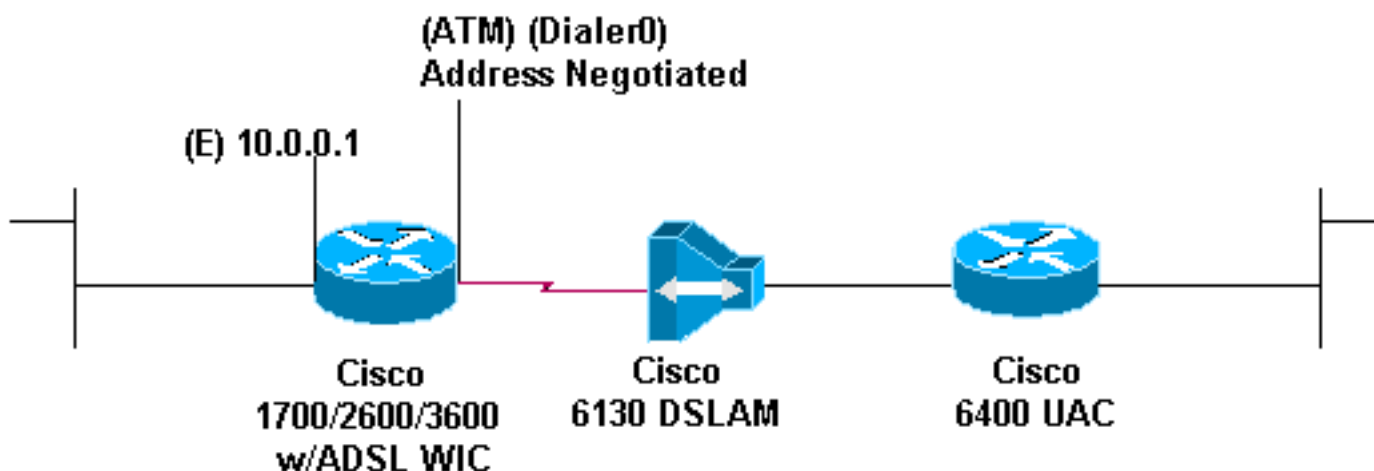 (ATM) (Dialer0)
Address Negotiated
(E) 10.0.0.1
Cisco
1700/2600/3600
w/ADSL WIC
Cisco
6130 DSLAM
Cisco
6400 UAC